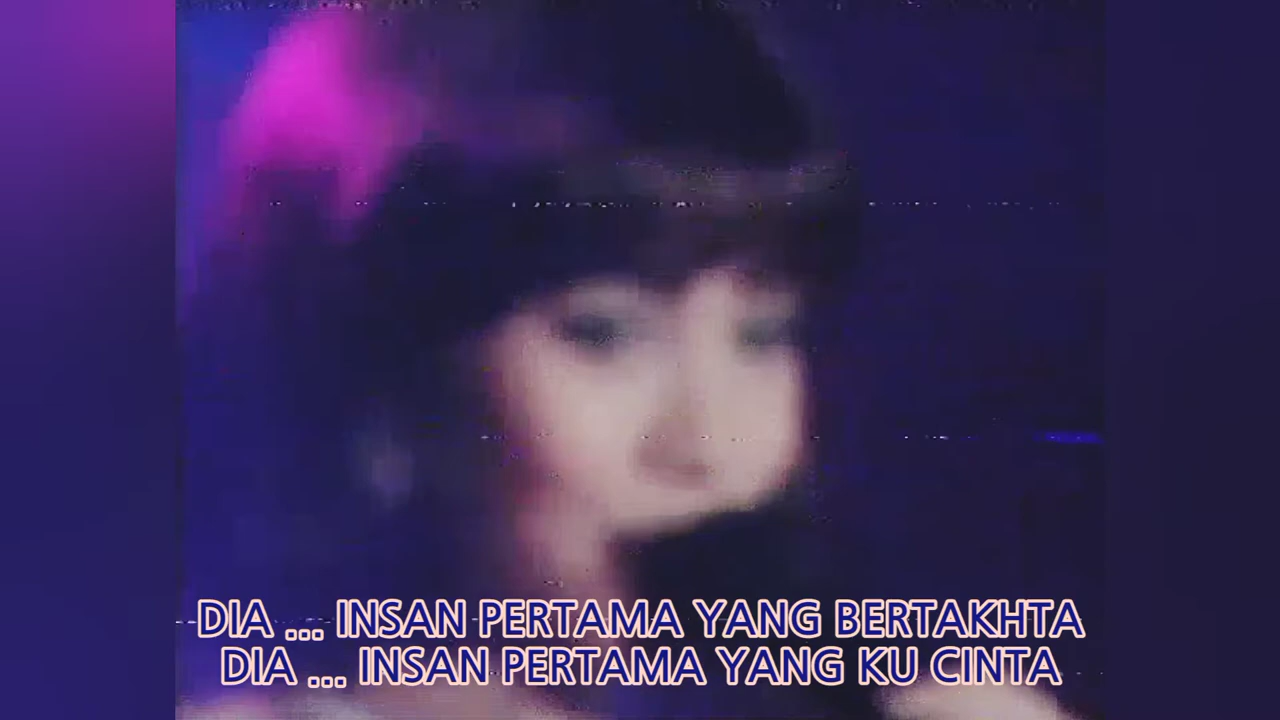 DIA ... INSAN PERTAMA YANG BERTAKHTA
DIA ... INSAN PERTAMA YANG KU CINTA